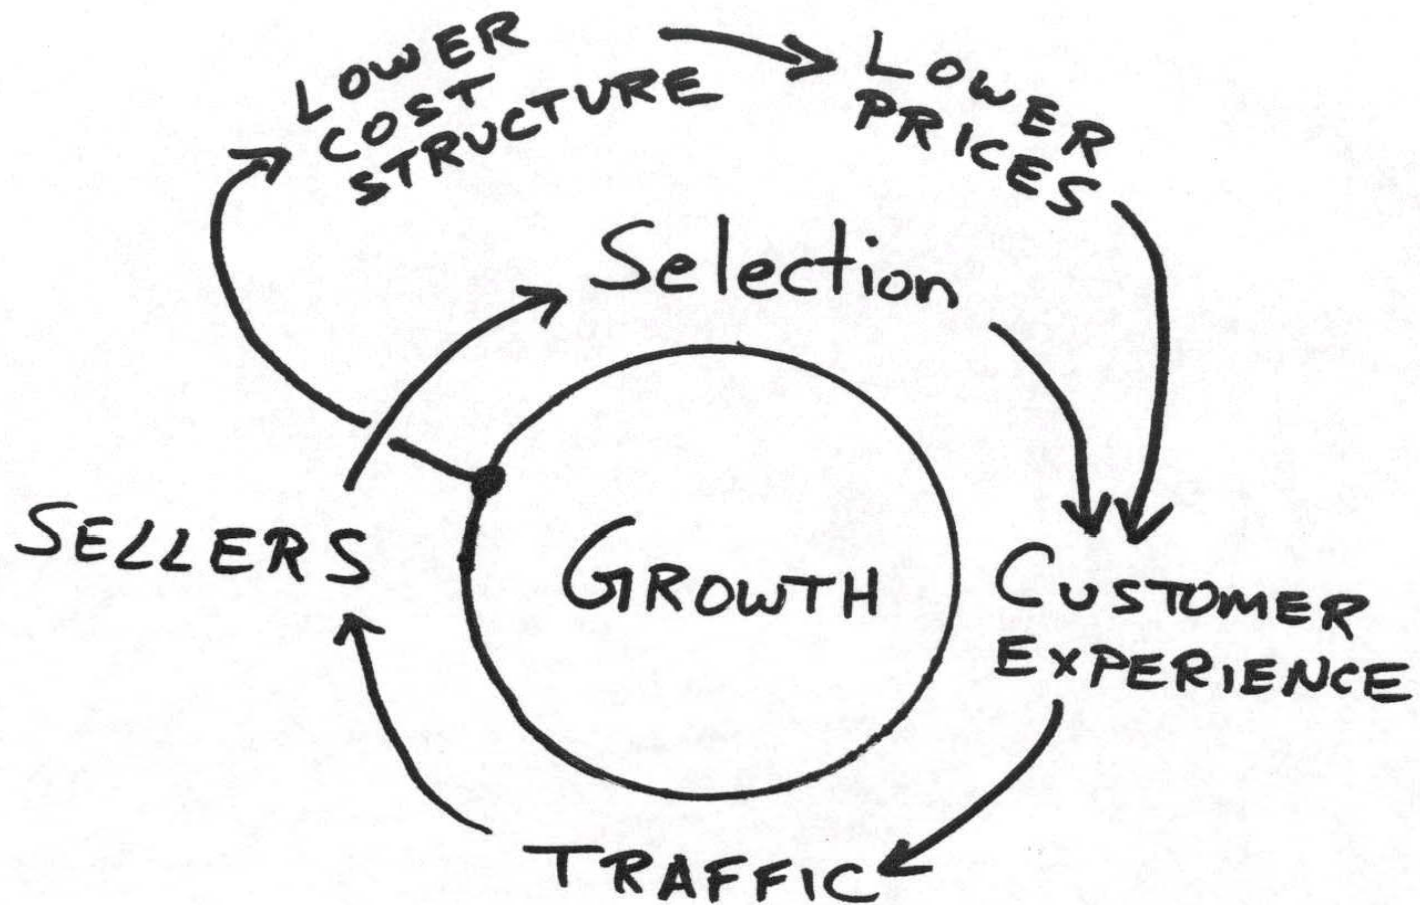 LOWER
COST
STRUCTURE
LOWER
PRICES
Selection
SELLERS
GROWTH
CUSTOMER
EXPERIENCE
TRAFFIC